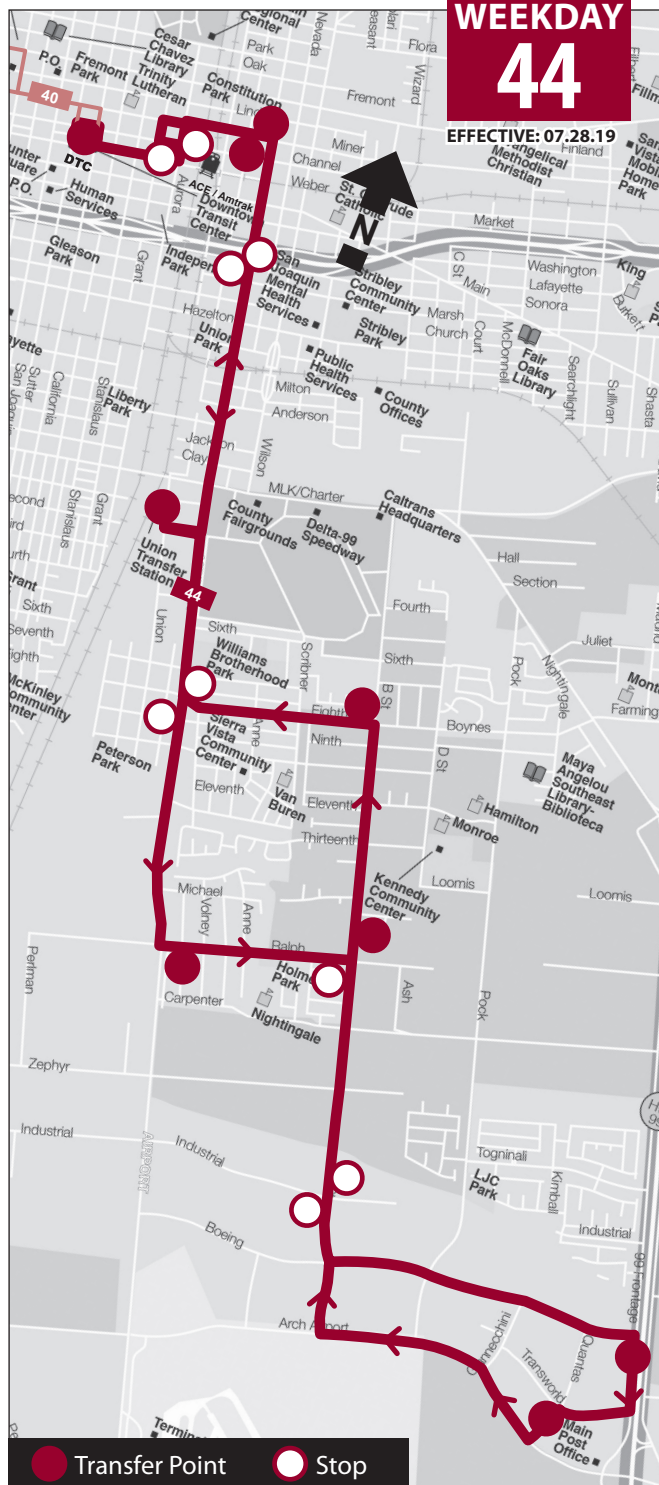 WEEKDAY
44
EFFECTIVE: 07.28.19
Center
Nevada
Flora
Wizard
Cesar
Chavez
Library
Park
Oak
P.O.
Fremont
Park
Trinity
Lutheran
Constitution
Park
Fremont
40
Miner
Channel
Weber
Finland
Methodist
Christian
DTC
ACE / Amtrak
Downtown
Transit
Center
Aurora
Human
Services
P.O.
St.
Catholic
N
Market
Gleason
Park
Grant
Park
San
Joaquin
Mental
Health
Services
Stribley
Community
Center
Stribley
Park
C St
Main
Washington
Lafayette
Sonora
King
Burkett
Hazelton
Union
Park
Marsh
Church
Court
McDonnell
Fair
Oaks
Library
Searchlight
Sullivan
Shasta
Public
Health
Services
County
Offices
Sutter
California
Stanislaus
Liberty
Park
Milton
Anderson
Jackson
Clay
Wilson
MLK/Charter
County
Fairgrounds
Delta-99
Speedway
Caltrans
Headquarters
Stanislaus
Grant
Union
Transfer
Station
44
Hall
Section
Fourth
Sixth
Seventh
Union
Sixth
Williams
Brotherhood
Park
Scribner
Sixth
Pock
Nightingale
Juliet
Farming
McKinley
Community
Center
B St
Eighth
Boynes
Ninth
D St
Peterson
Park
Sierra
Vista
Community
Center
Anne
Eleventh
Van
Buren
Eleventh
Thirteenth
Maya
Angelou
Southeast
Library-
Biblioteca
Hamilton
Monroe
Kennedy
Community
Center
Loomis
Loomis
Michael
Volney
Anne
Ralph
Perlman
Park
Carpenter
Nightingale
Ash
Pock
Zephyr
Industrial
AIRPORT
Industrial
Togninali
LJC
Park
Kimball
Industrial
Boeing
99 Frontage
Arch Airport
Transworld
Quantas
Main
Post
Office
Transfer Point
Stop